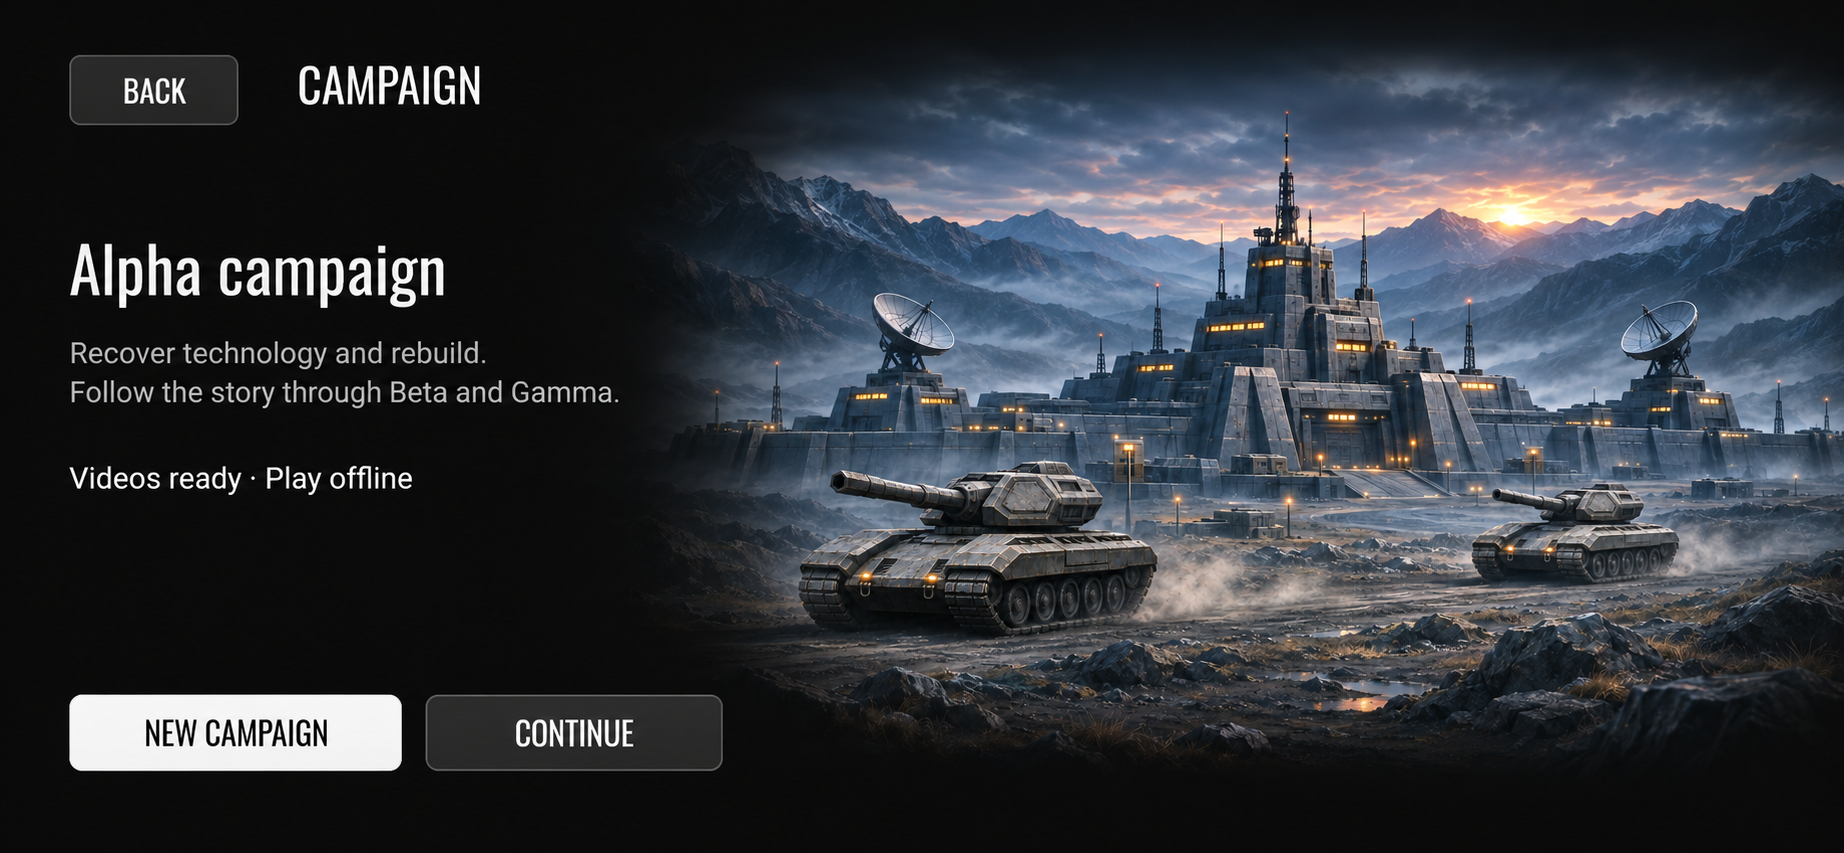 BACK
CAMPAIGN
Alpha campaign
Recover technology and rebuild.
Follow the story through Beta and Gamma.
Videos ready · Play offline
NEW CAMPAIGN
CONTINUE